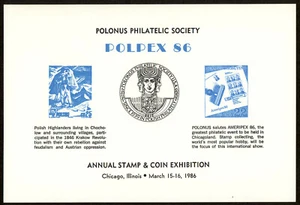 POLONUS PHILATELIC SOCIETY
POLPEX 86
Polish Highlanders living in Chocho-
low and surrounding villages, parti-
cipated in the 1846 Krakow Revolu-
tion with their own rebellion against
feudalism and Austrian oppression.
POLONUS salutes AMERIPEX 86, the
greatest philatelic event to be held in
Chicagoland. Stamp collecting, the
world's most popular hobby, will be
the focus of this international show.
ANNUAL STAMP & COIN EXHIBITION
Chicago, Illinois • March 15-16, 1986